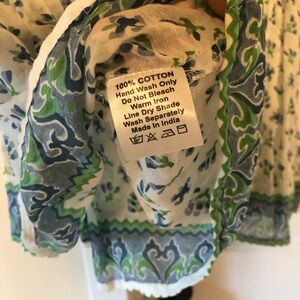 100% COTTON
Hand Wash Only
Do Not Bleach
Warm Iron
Line Dry Shade
Wash Separately
Made in India